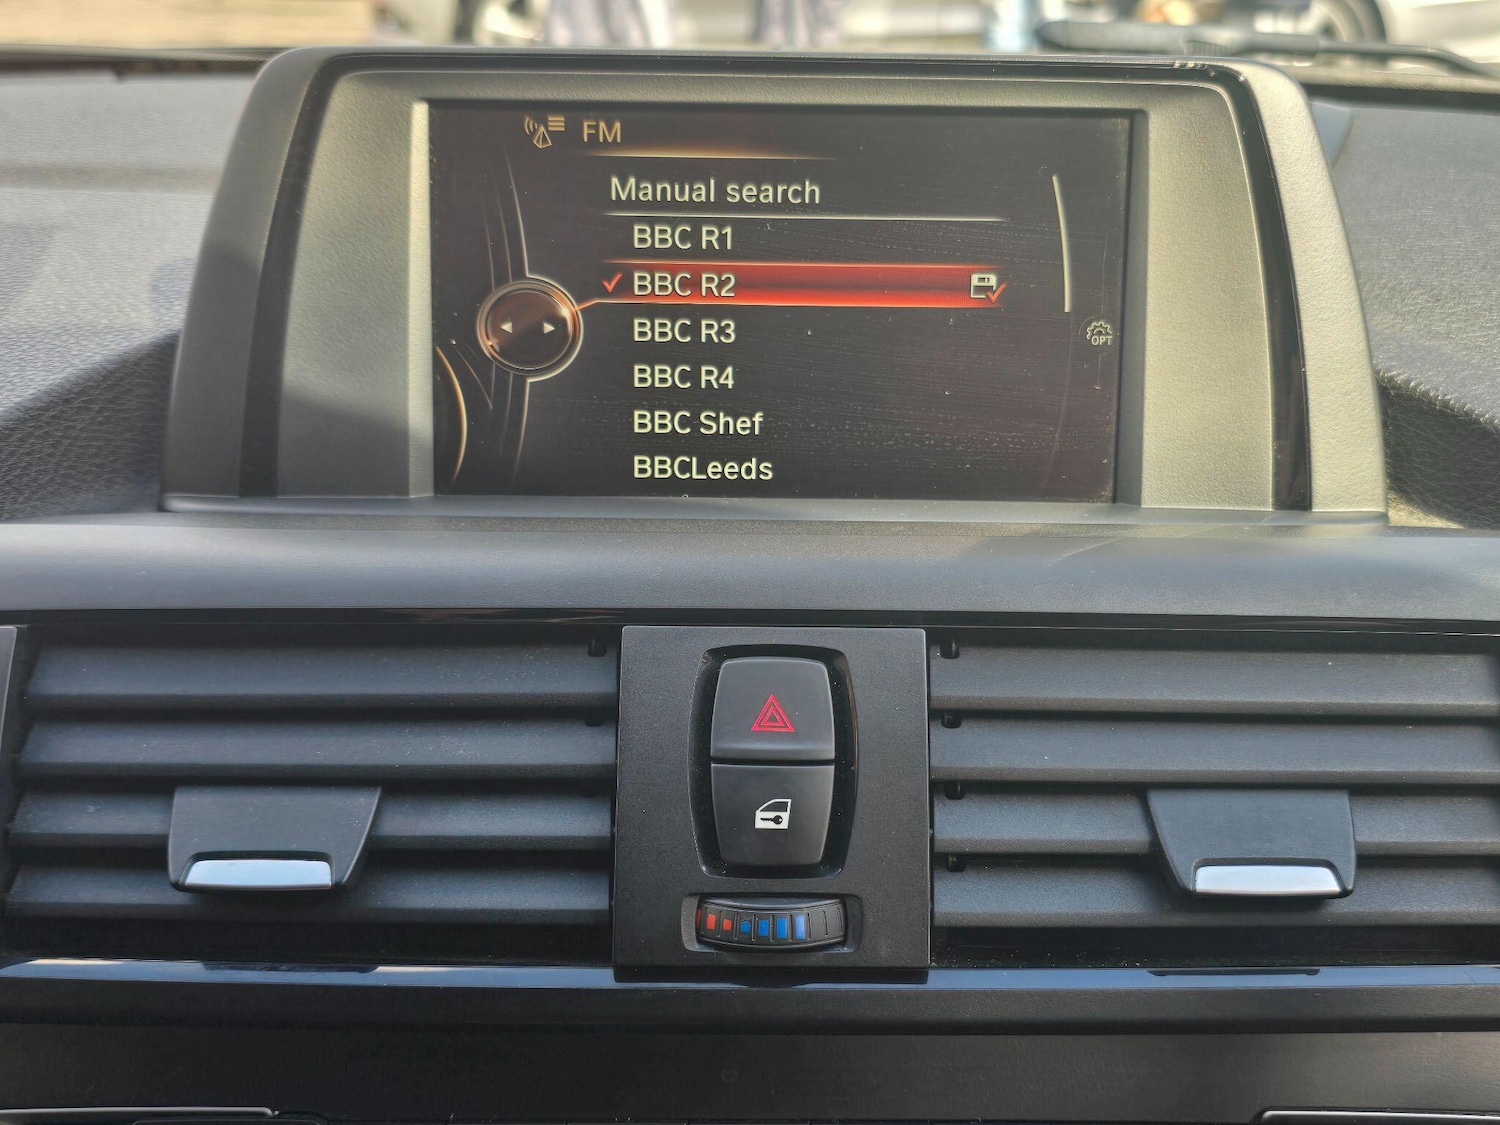 FM
Manual search
BBC R1
BBC R2
BBC R3
BBC R4
BBC Shef
BBCLeeds
OPT